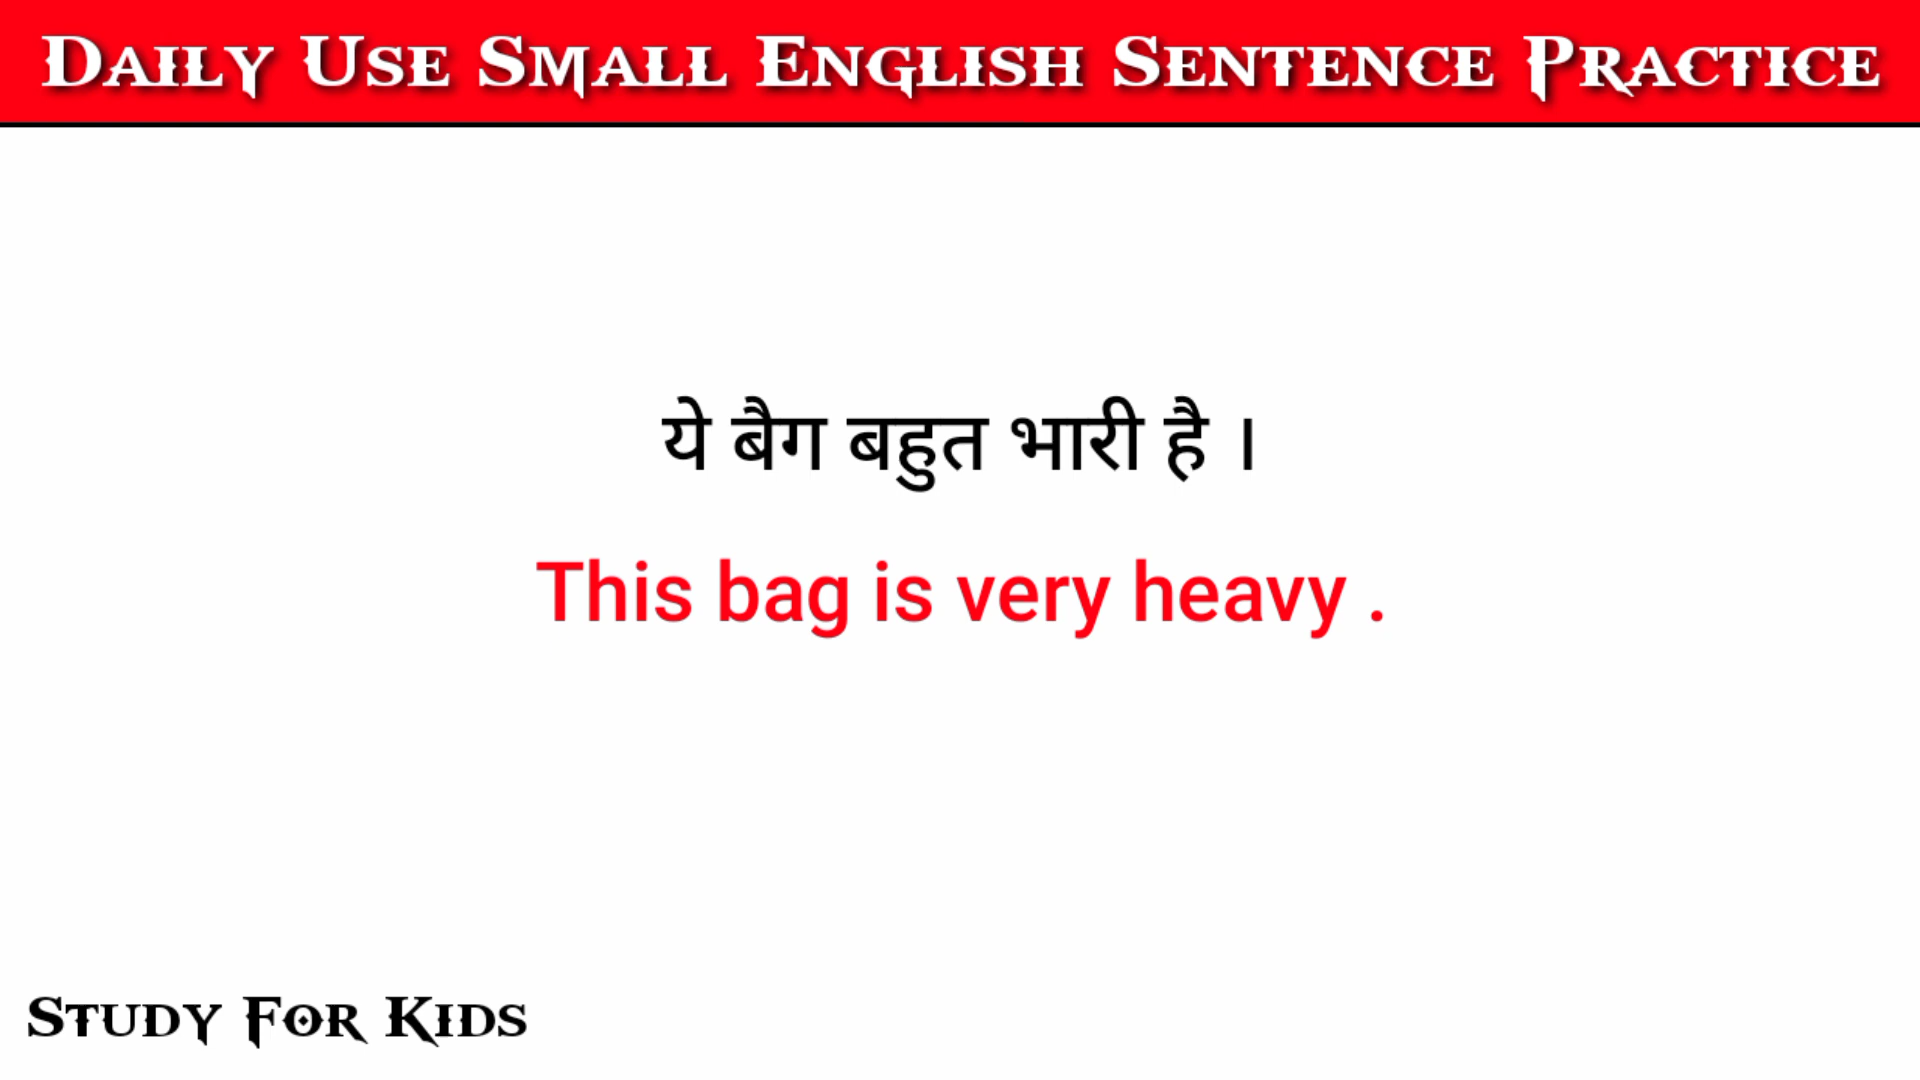 Daily Use Small English Sentence Practice
ये बैग बहुत भारी है ।
This bag is very heavy .
Study For Kids